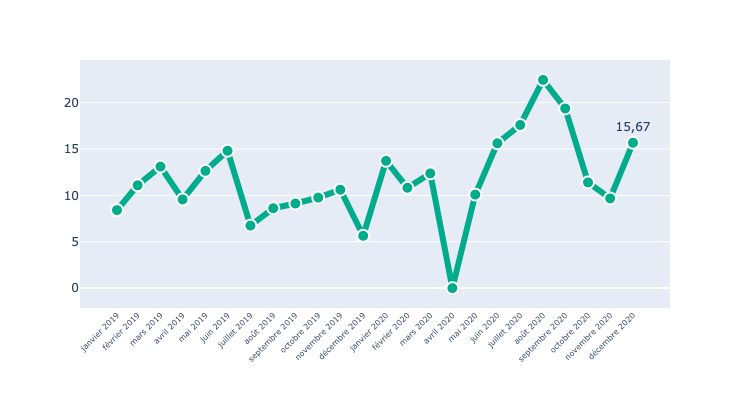 20
15
10
5
0
15,67
janvier 2019
février 2019
mars 2019
avril 2019
mai 2019
juin 2019
juillet 2019
août 2019
septembre 2019
octobre 2019
novembre 2019
décembre 2019
janvier 2020
février 2020
mars 2020
avril 2020
mai 2020
juin 2020
juillet 2020
août 2020
septembre 2020
octobre 2020
novembre 2020
décembre 2020